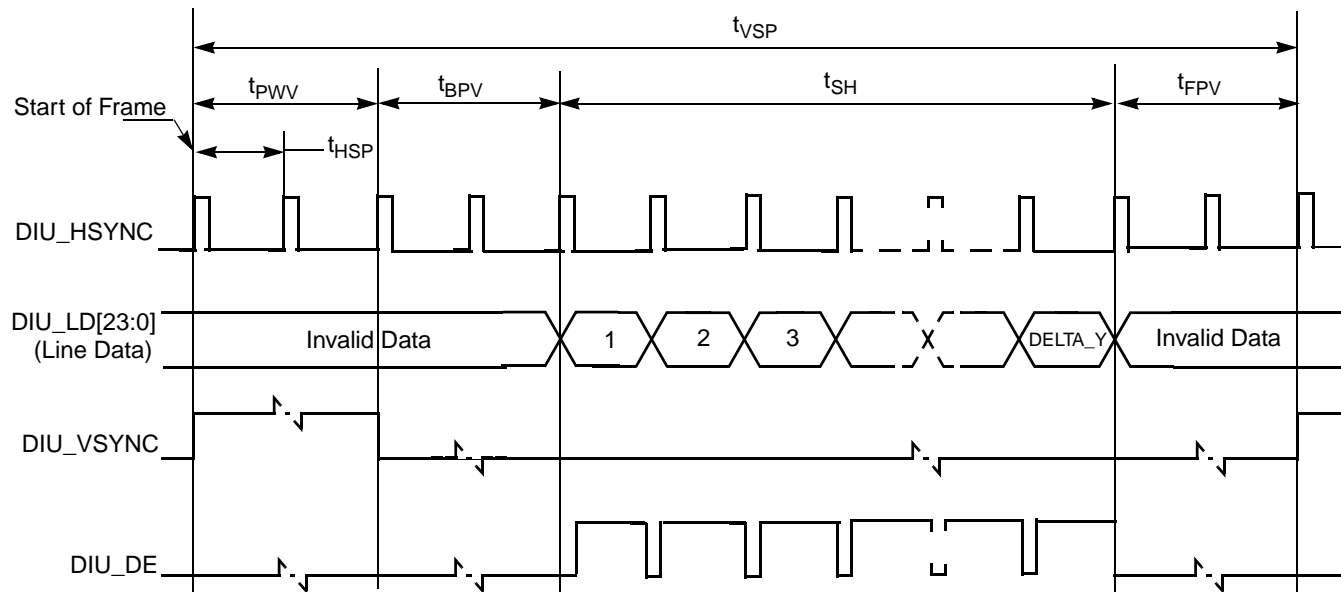 tVSP
tPWV
tBPV
tSH
tFPV
Start of Frame
tHSP
DIU_HSYNC
DIU_LD[23:0]
(Line Data)
Invalid Data
1
2
3
DELTA_Y
Invalid Data
DIU_VSYNC
DIU_DE